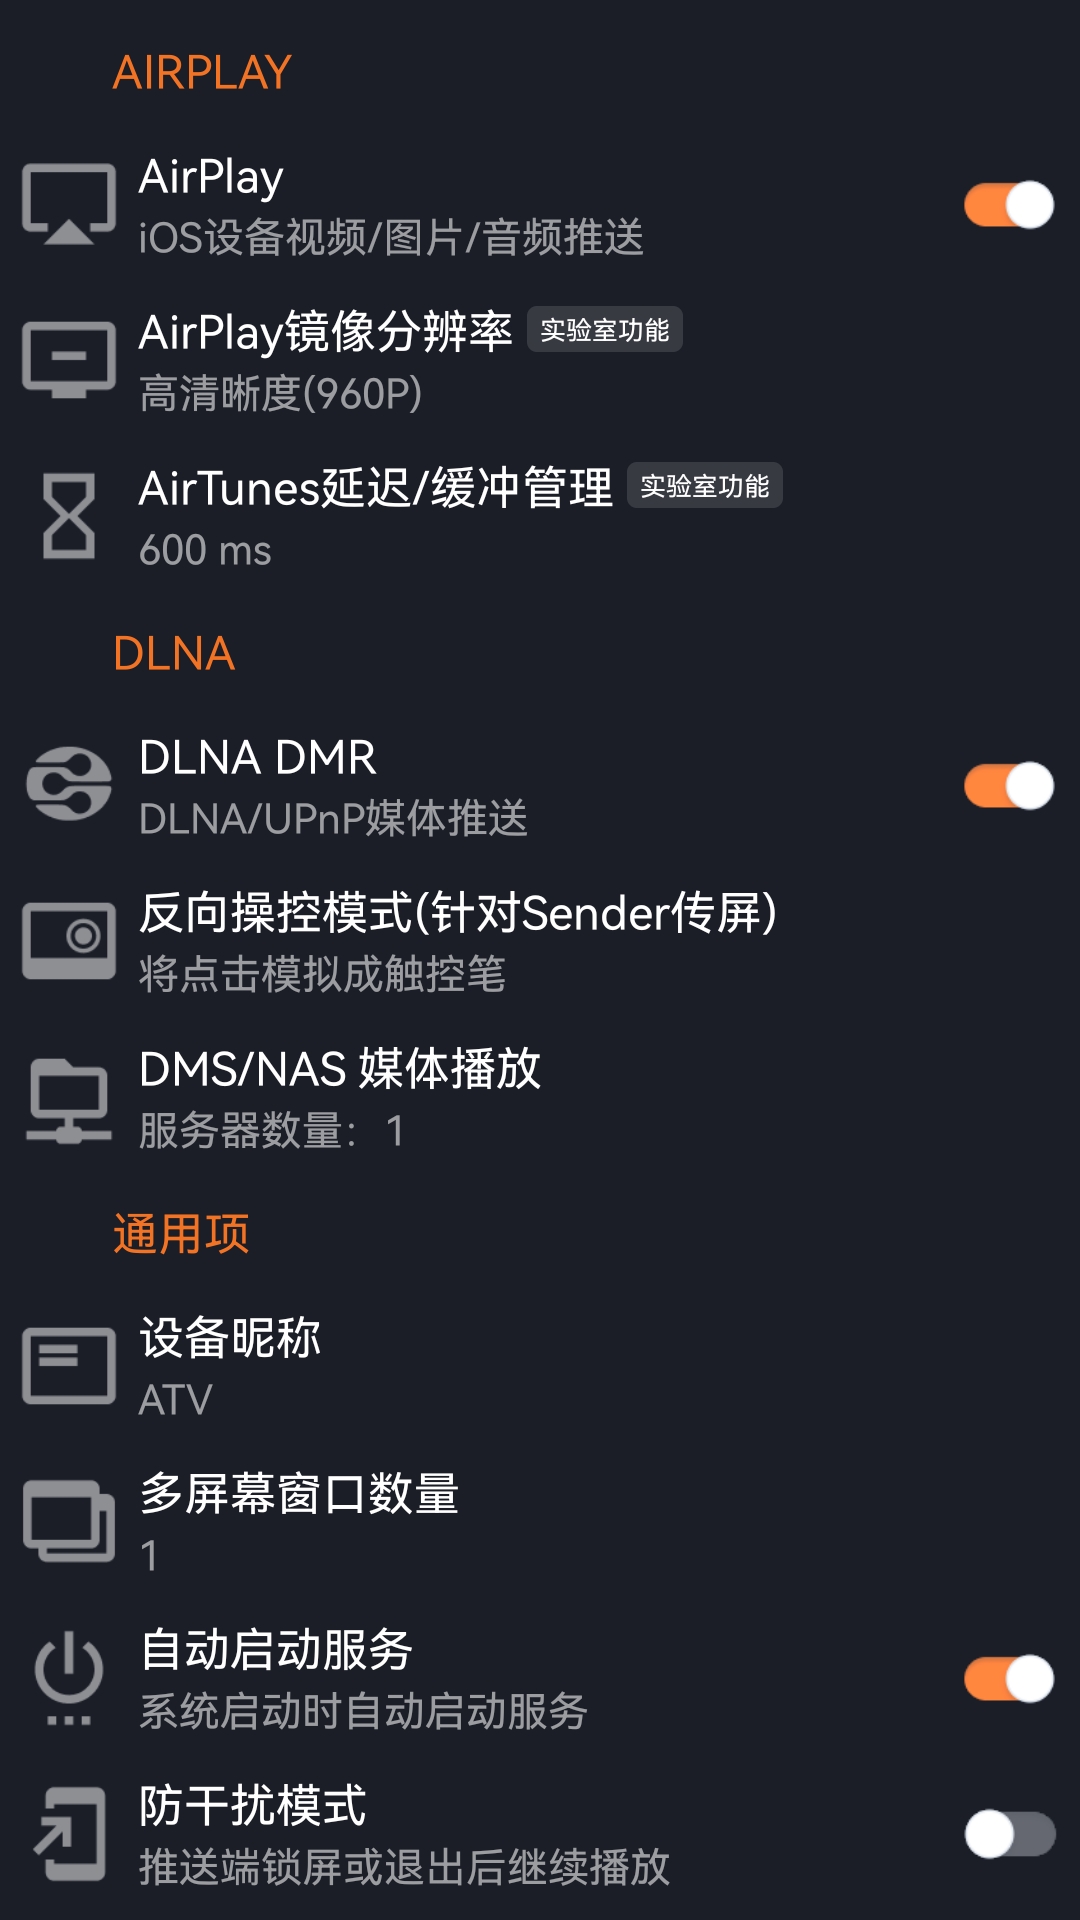 AIRPLAY
AirPlay
iOS设备视频/图片/音频推送
AirPlay镜像分辨率 实验室功能
高清晰度(960P)
AirTunes延迟/缓冲管理 实验室功能
600 ms
DLNA
DLNA DMR
DLNA/UPnP媒体推送
反向操控模式(针对Sender传屏)
将点击模拟成触控笔
DMS/NAS 媒体播放
服务器数量：1
通用项
设备昵称
ATV
多屏幕窗口数量
1
自动启动服务
系统启动时自动启动服务
防干扰模式
推送端锁屏或退出后继续播放